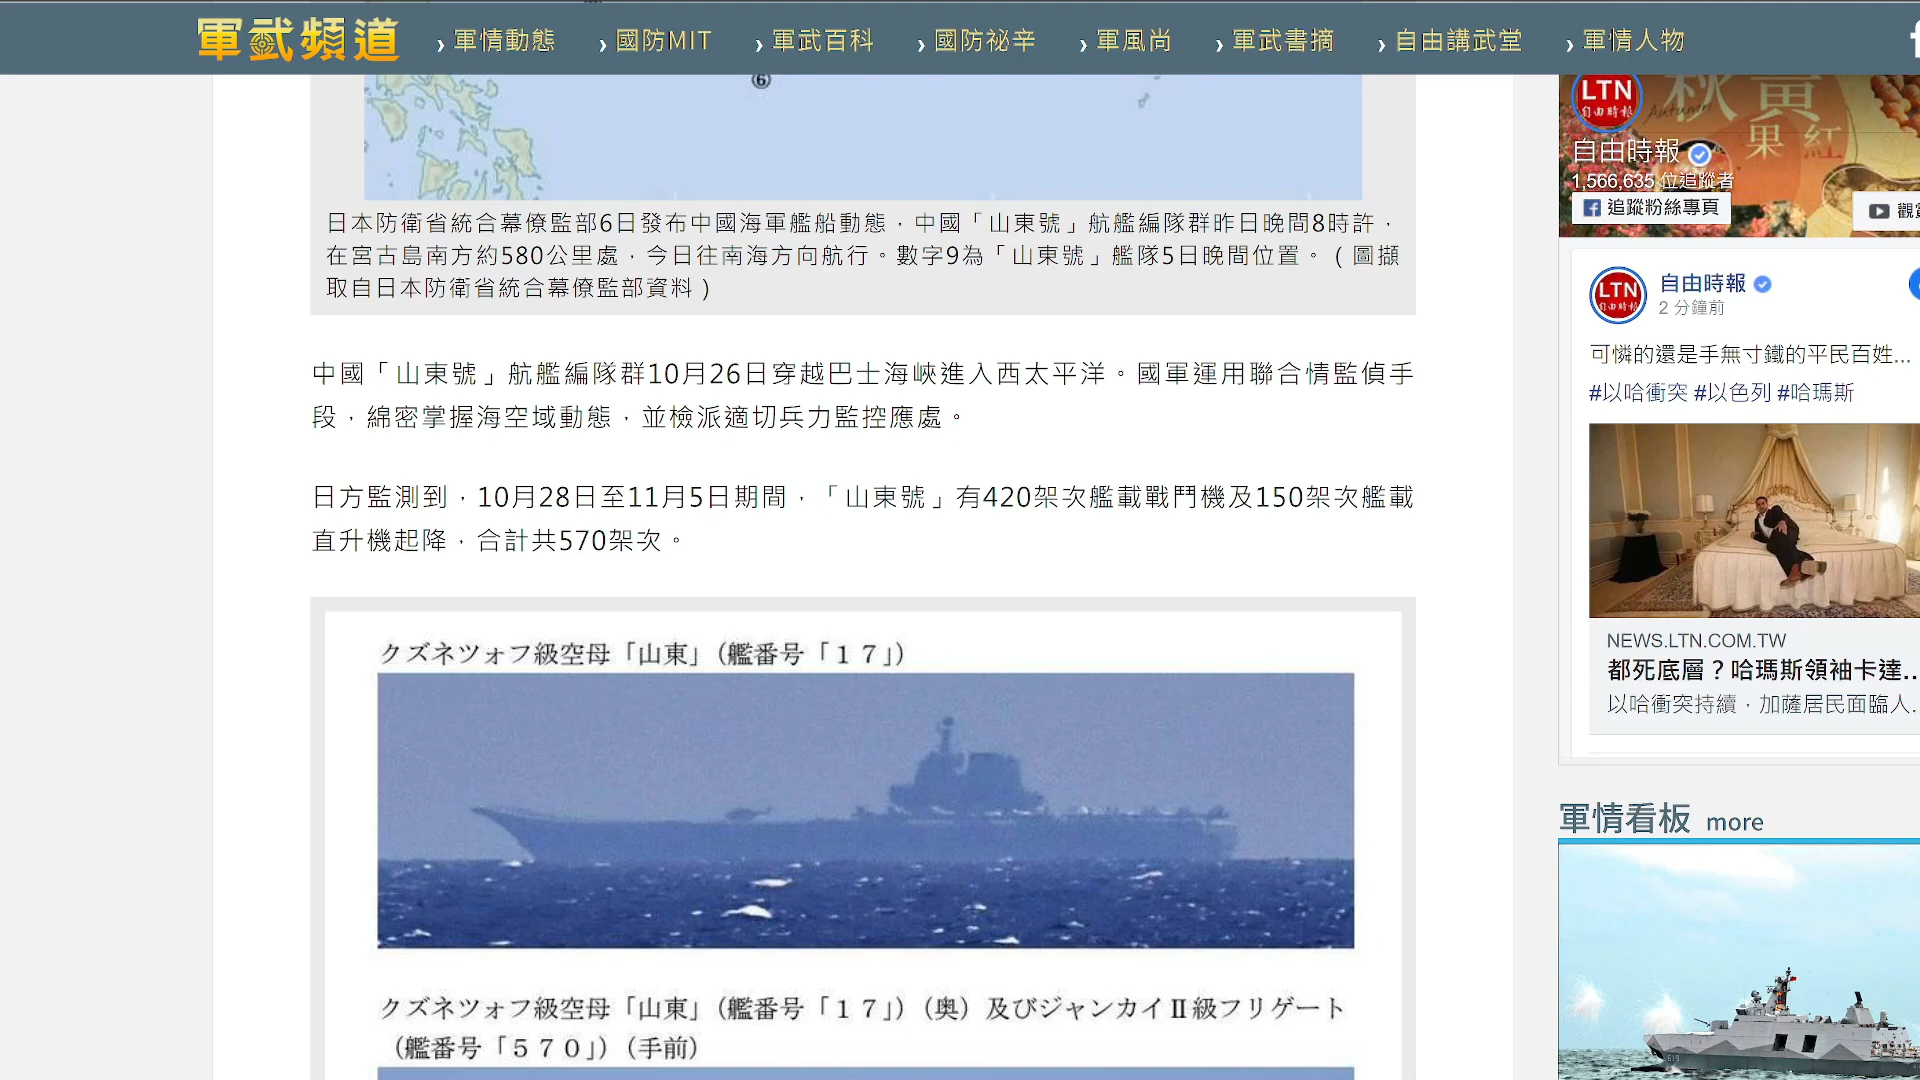 軍武頻道
›軍情動態 ›國防MIT ›軍武百科 ›國防祕辛 ›軍風尚 ›軍武書摘 ›自由講武堂 ›軍情人物
⑥
日本防衛省統合幕僚監部6日發布中國海軍艦船動態，中國「山東號」航艦編隊群昨日晚間8時許，
在宮古島南方約580公里處，今日往南海方向航行。數字9為「山東號」艦隊5日晚間位置。（圖擷
取自日本防衛省統合幕僚監部資料）
中國「山東號」航艦編隊群10月26日穿越巴士海峽進入西太平洋。國軍運用聯合情監偵手
段，綿密掌握海空域動態，並檢派適切兵力監控應處。
日方監測到，10月28日至11月5日期間，「山東號」有420架次艦載戰鬥機及150架次艦載
直升機起降，合計共570架次。
クズネツォフ級空母「山東」（艦番号「１７」）
クズネツォフ級空母「山東」（艦番号「１７」）（奥）及びジャンカイⅡ級フリゲート
（艦番号「５７０」）（手前）
LTN
自由時報
秋黃
Autumn
果紅
自由時報
1,566,635 位追蹤者
追蹤粉絲專頁
LTN
自由時報
自由時報
2 分鐘前
可憐的還是手無寸鐵的平民百姓...
#以哈衝突 #以色列 #哈瑪斯
NEWS.LTN.COM.TW
都死底層？哈瑪斯領袖卡達...
以哈衝突持續，加薩居民面臨人...
軍情看板 more
619